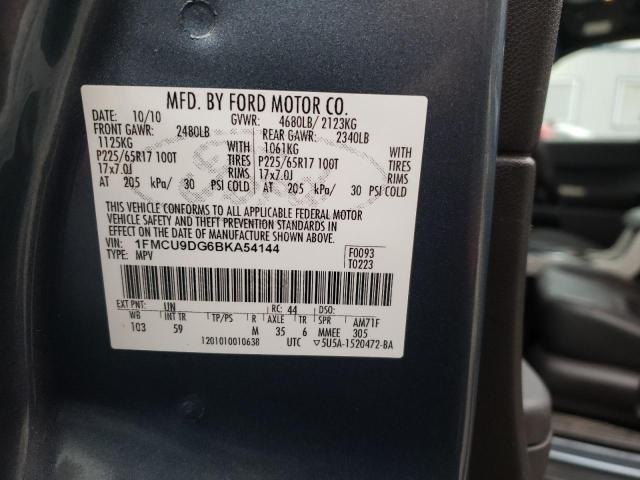 MFD. BY FORD MOTOR CO.
DATE: 10/10 GVWR: 4680LB/ 2123KG
FRONT GAWR: 2480LB REAR GAWR: 2340LB
1125KG WITH 1061KG WITH
P225/65R17 100T TIRES P225/65R17 100T TIRES
17x7.0J RIMS 17x7.0J RIMS
AT 205 kPa/ 30 PSI COLD AT 205 kPa/ 30 PSI COLD
THIS VEHICLE CONFORMS TO ALL APPLICABLE FEDERAL MOTOR
VEHICLE SAFETY AND THEFT PREVENTION STANDARDS
IN EFFECT ON THE DATE OF MANUFACTURE SHOWN ABOVE.
VIN: 1FMCU9DG6BKA54144 F0093
TYPE: MPV T0223
EXT PNT: UN RC: 44 DSO:
WB INT TR TP/PS R AXLE TR SPR AM71F
103 59 M 35 6 MMEE 305
1201010010638 UTC ▽5U5A-1520472-BA